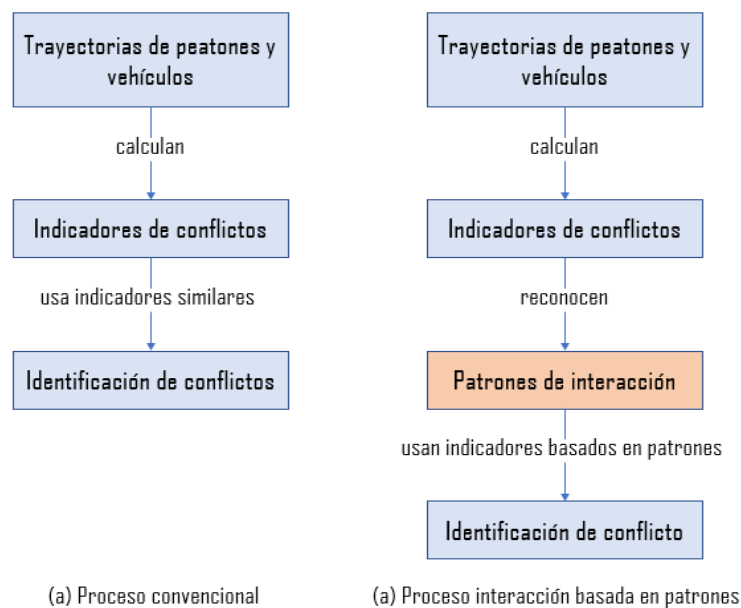 Trayectorias de peatones y
vehículos
calculan
Indicadores de conflictos
usa indicadores similares
Identificación de conflictos
(a) Proceso convencional
Trayectorias de peatones y
vehículos
calculan
Indicadores de conflictos
reconocen
Patrones de interacción
usan indicadores basados en patrones
Identificación de conflicto
(a) Proceso interacción basada en patrones